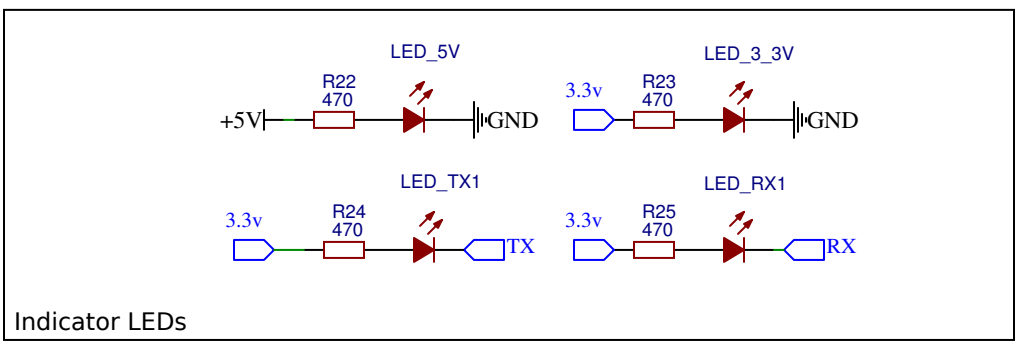 LED_5V
R22
470
+5V
GND
LED_3_3V
3.3v
R23
470
GND
LED_TX1
3.3v
R24
470
TX
LED_RX1
3.3v
R25
470
RX
Indicator LEDs